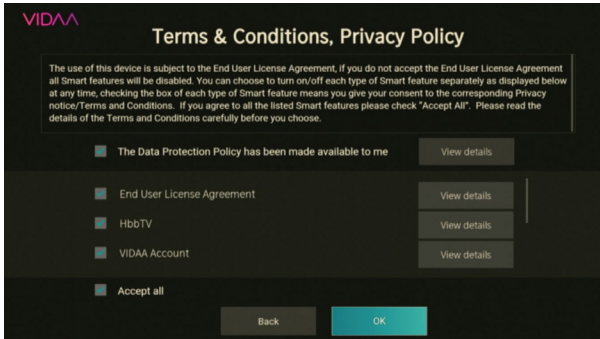 VIDAA
Terms & Conditions, Privacy Policy
The use of this device is subject to the End User License Agreement, if you do not accept the End User License Agreement
all Smart features will be disabled. You can choose to turn on/off each type of Smart feature separately as displayed below
at any time, checking the box of each type of Smart feature means you give your consent to the corresponding Privacy
notice/Terms and Conditions. If you agree to all the listed Smart features please check "Accept All". Please read the
details of the Terms and Conditions carefully before you choose.
The Data Protection Policy has been made available to me
View details
End User License Agreement
View details
HbbTV
View details
VIDAA Account
View details
Accept all
Back
OK